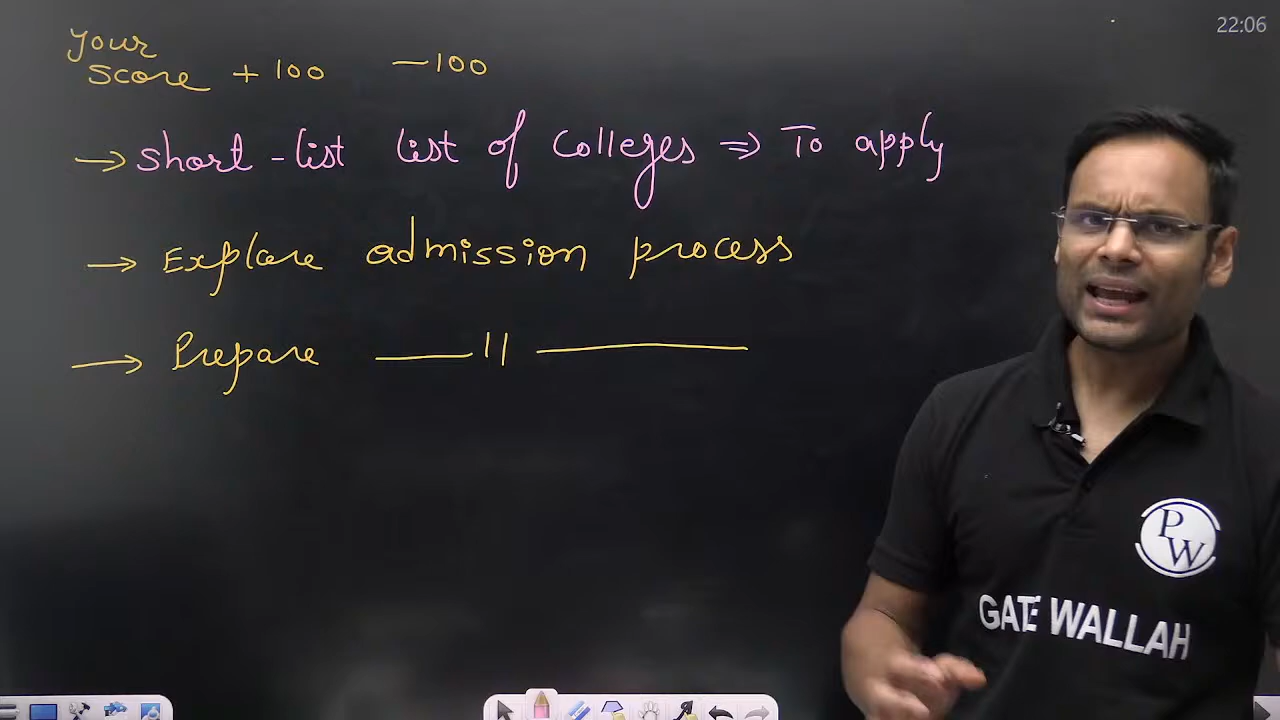 22:06
Your
Score +100 -100
→ Short-list list of Colleges ⇒ To apply
→ Explore admission process
→ Prepare —— 11 ——
PW
GATE WALLAH